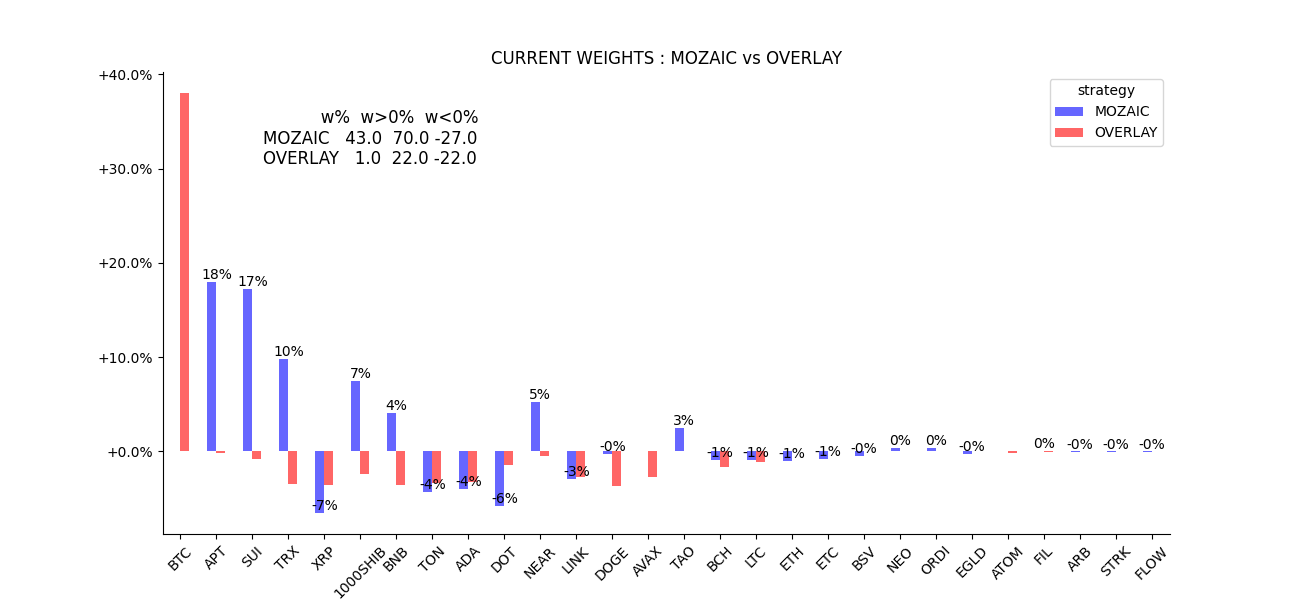 CURRENT WEIGHTS : MOZAIC vs OVERLAY
+40.0%
+30.0%
+20.0%
+10.0%
+0.0%
w% w>0% w<0%
MOZAIC 43.0 70.0 -27.0
OVERLAY 1.0 22.0 -22.0
strategy
MOZAIC
OVERLAY
18%
17%
10%
-7%
7%
4%
-4%
-4%
-6%
5%
-3%
-0%
3%
-1%
-1%
-1%
-1%
-0%
0%
0%
-0%
0%
-0%
-0%
-0%
BTC
APT
SUI
TRX
XRP
1000SHIB
BNB
TON
ADA
DOT
NEAR
LINK
DOGE
AVAX
TAO
BCH
LTC
ETH
ETC
BSV
NEO
ORDI
EGLD
ATOM
FIL
ARB
STRK
FLOW